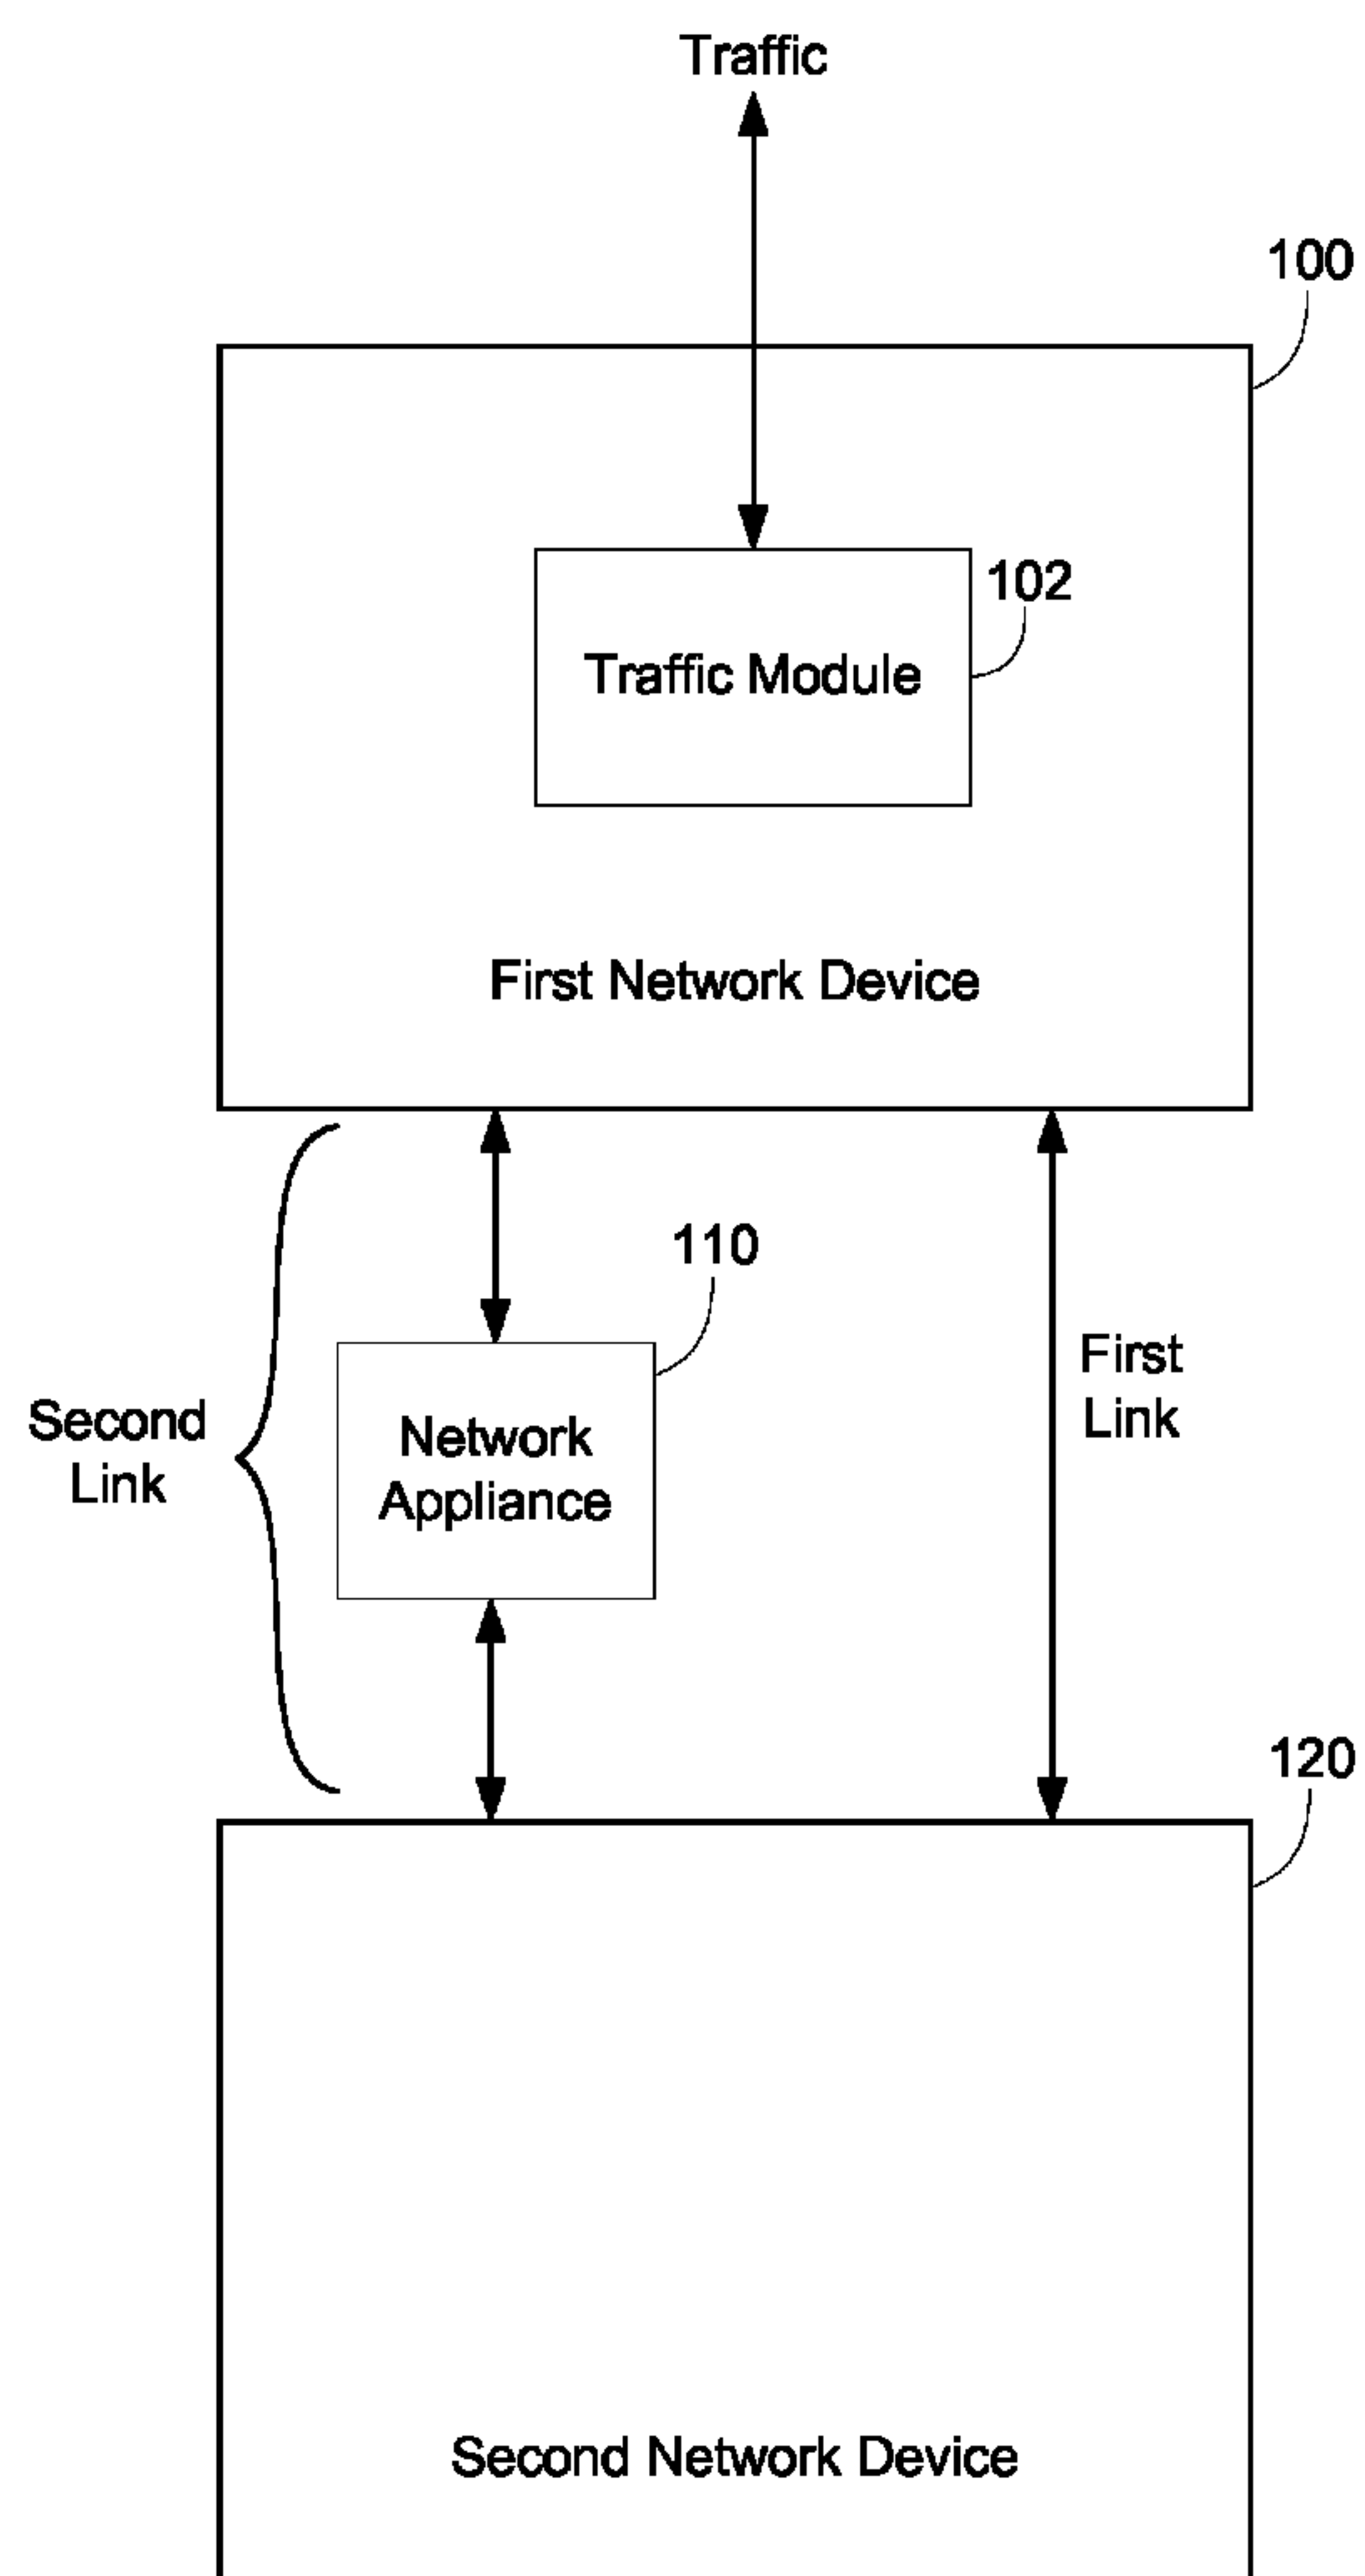 Traffic
100
102
Traffic Module
First Network Device
110
First
Link
Second
Link
Network
Appliance
120
Second Network Device